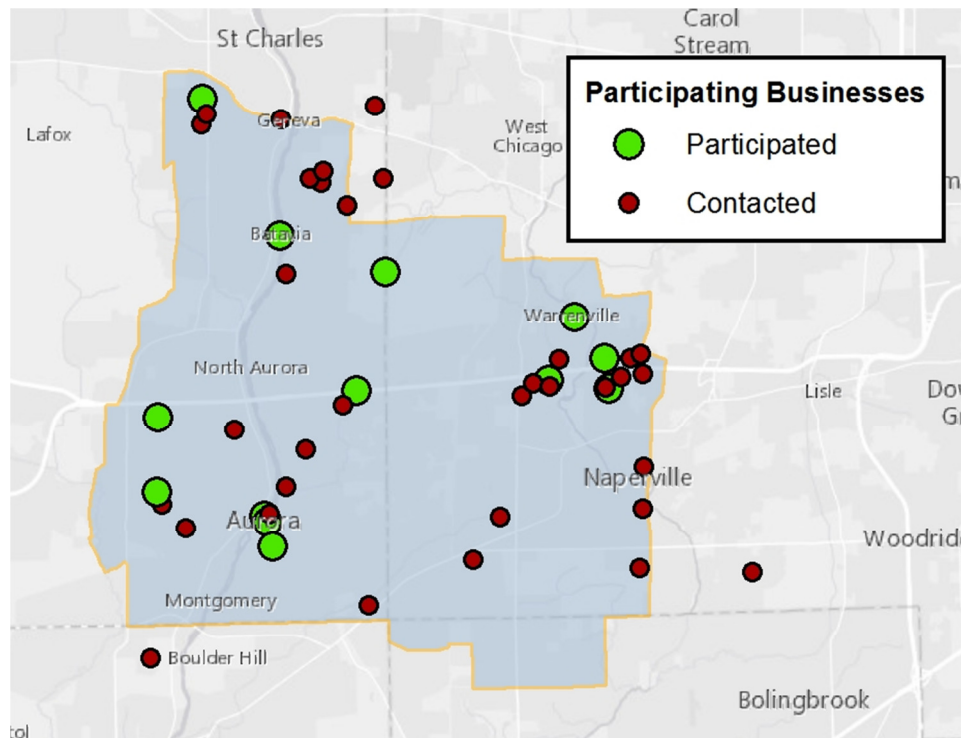 St Charles
Carol
Stream
Participating Businesses
Participated
Contacted
Lafox
Geneva
West
Chicago
Batavia
Warrenville
North Aurora
Lisle
Naperville
Aurora
Montgomery
Boulder Hill
Bolingbrook